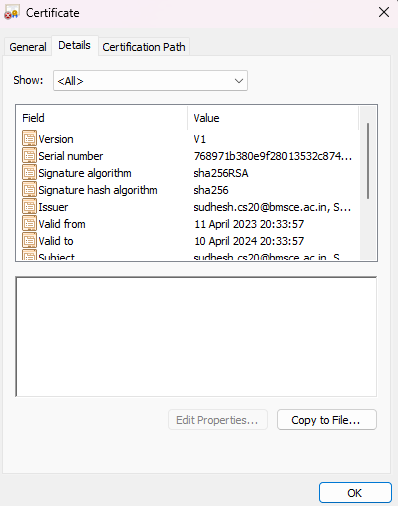 Certificate
General Details Certification Path
Show: <All>
Field Value
Version V1
Serial number 768971b380e9f28013532c874...
Signature algorithm sha256RSA
Signature hash algorithm sha256
Issuer sudhesh.cs20@bmsce.ac.in, S...
Valid from 11 April 2023 20:33:57
Valid to 10 April 2024 20:33:57
Subject sudhesh.cs20@bmsce.ac.in, S...
Edit Properties... Copy to File...
OK